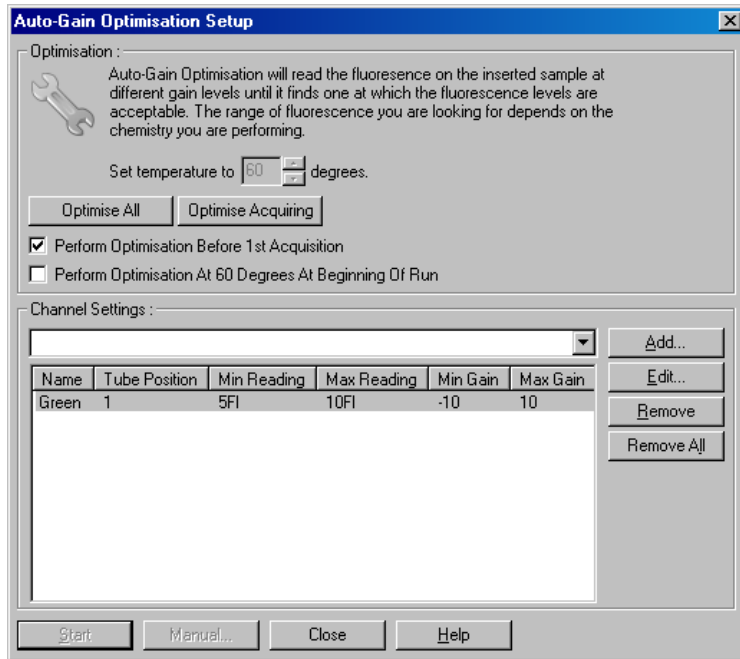 Auto-Gain Optimisation Setup
Optimisation :
Auto-Gain Optimisation will read the fluoresence on the inserted sample at
different gain levels until it finds one at which the fluorescence levels are
acceptable. The range of fluorescence you are looking for depends on the
chemistry you are performing.
Set temperature to 60 degrees.
Optimise All Optimise Acquiring
Perform Optimisation Before 1st Acquisition
Perform Optimisation At 60 Degrees At Beginning Of Run
Channel Settings :
Add...
Name Tube Position Min Reading Max Reading Min Gain Max Gain
Edit...
Green 1 5Fl 10Fl -10 10
Remove
Remove All
Start Manual... Close Help